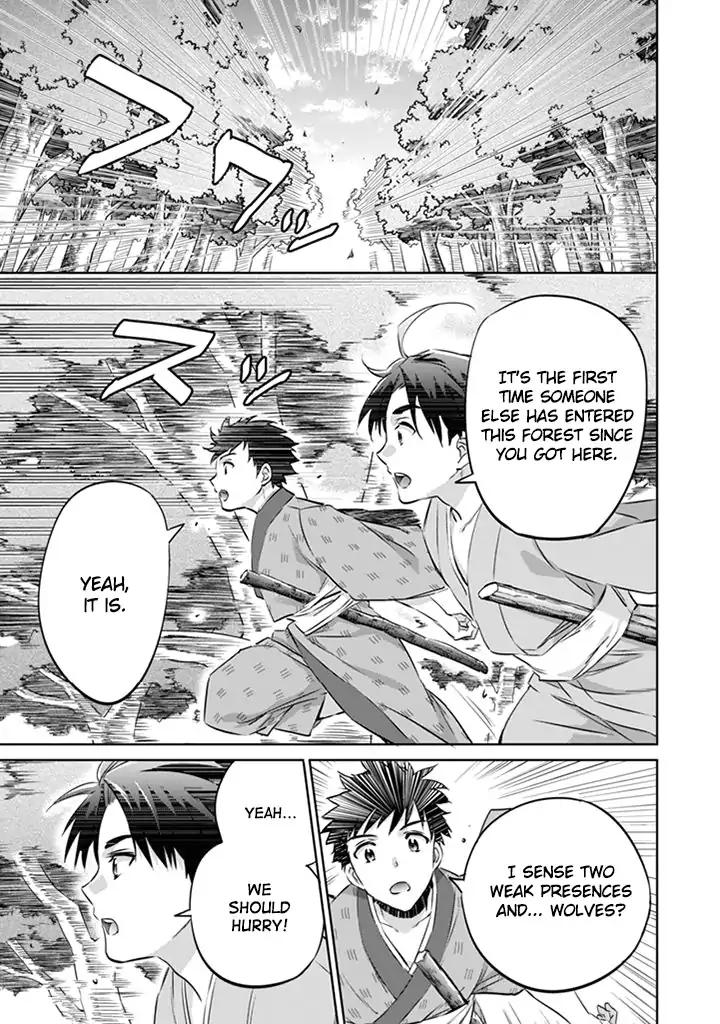 フ
ワ
ッ
IT'S THE FIRST
TIME SOMEONE
ELSE HAS ENTERED
THIS FOREST SINCE
YOU GOT HERE.
YEAH,
IT IS.
I SENSE TWO
WEAK PRESENCES
AND... WOLVES?
YEAH...
WE
SHOULD
HURRY!